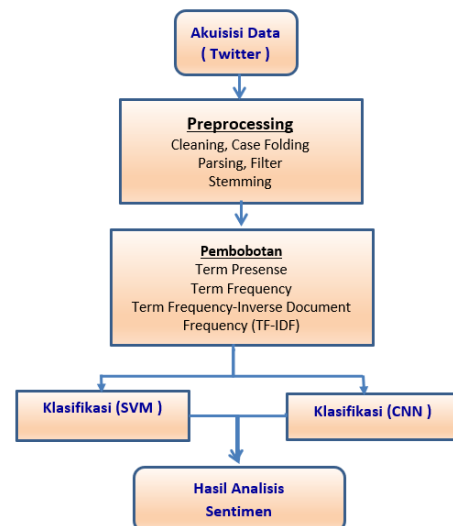 Akuisisi Data
( Twitter )
Preprocessing
Cleaning, Case Folding
Parsing, Filter
Stemming
Pembobotan
Term Presense
Term Frequency
Term Frequency-Inverse Document
Frequency (TF-IDF)
Klasifikasi (SVM )
Klasifikasi (CNN )
Hasil Analisis
Sentimen